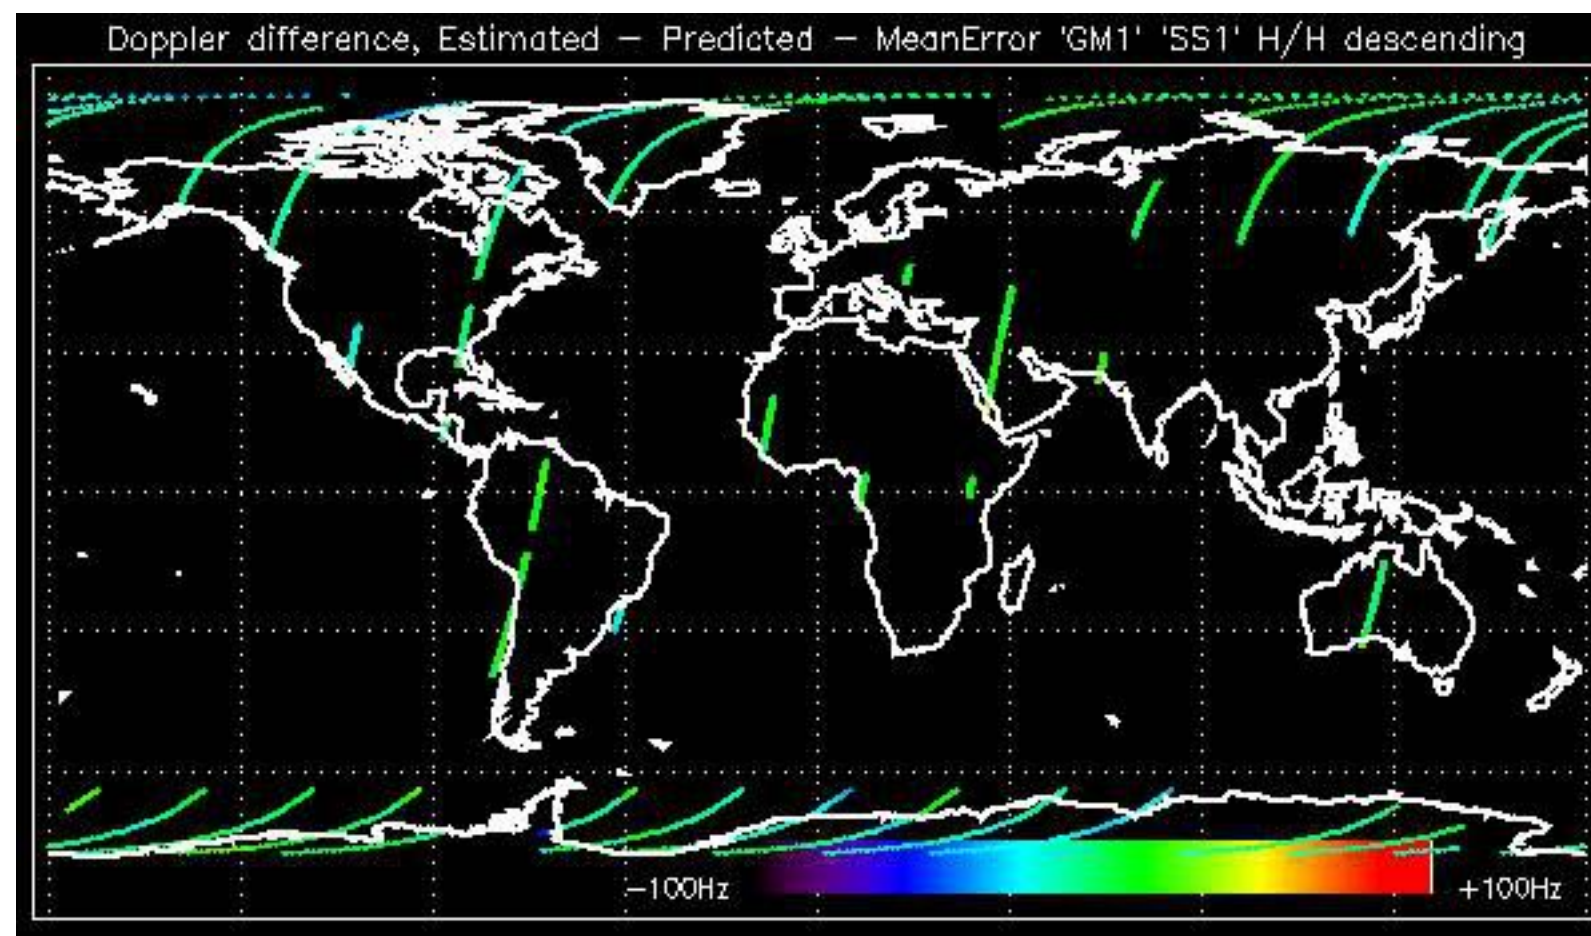 Doppler difference, Estimated – Predicted – MeanError 'GM1' 'SS1' H/H descending
–100Hz +100Hz